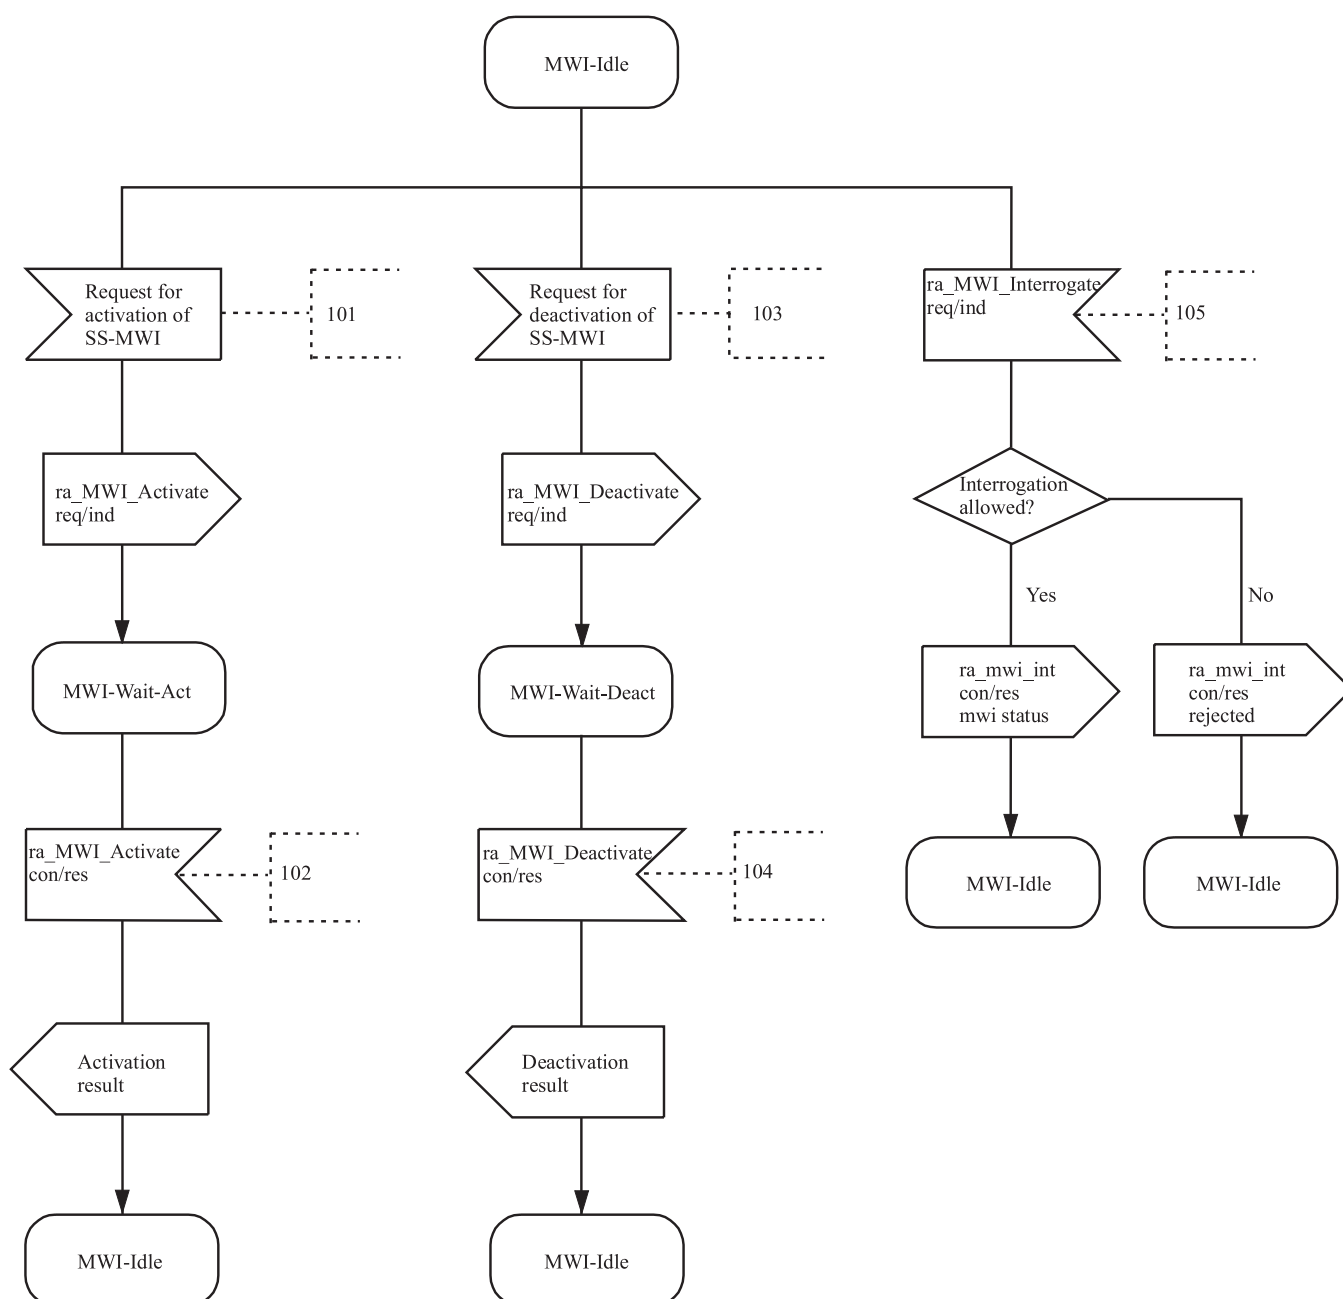 MWI-Idle
Request for
activation of
SS-MWI
101
Request for
deactivation of
SS-MWI
103
ra_MWI_Interrogate
req/ind
105
ra_MWI_Activate
req/ind
ra_MWI_Deactivate
req/ind
Interrogation
allowed?
Yes
No
MWI-Wait-Act
MWI-Wait-Deact
ra_mwi_int
con/res
mwi status
ra_mwi_int
con/res
rejected
ra_MWI_Activate
con/res
102
ra_MWI_Deactivate
con/res
104
MWI-Idle
MWI-Idle
Activation
result
Deactivation
result
MWI-Idle
MWI-Idle